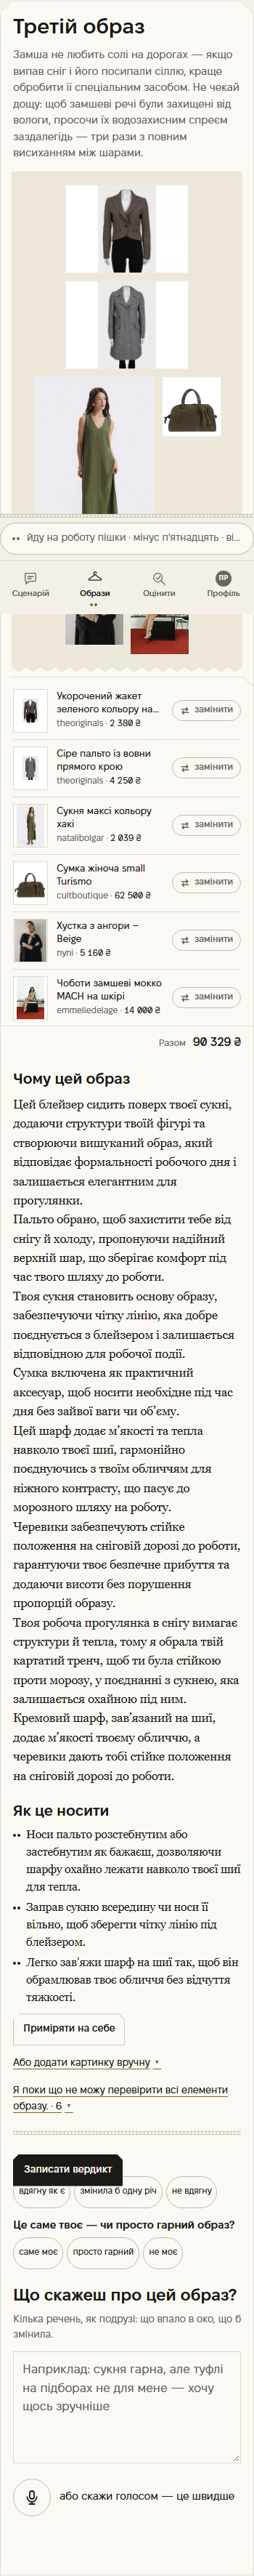 Третій образ
Замша не любить солі на дорогах — якщо
випав сніг і його посипали сіллю, краще
обробити її спеціальним засобом. Не чекай
дощу: щоб замшеві речі були захищені від
вологи, просочи їх водозахисним спреєм
заздалегідь — три рази з повним
висиханням між шарами.
йду на роботу пішки · мінус п'ятнадцять · ві...
Сценарій
Образи
Оцінити
ПР
Профіль
Укорочений жакет
зеленого кольору на...
theoriginals · 2 380 ₴
замінити
Сіре пальто із вовни
прямого крою
theoriginals · 4 250 ₴
замінити
Сукня максі кольору
хакі
natalibolgar · 2 039 ₴
замінити
Сумка жіноча small
Turismo
cultboutique · 62 500 ₴
замінити
Хустка з ангори –
Beige
nyni · 5 160 ₴
замінити
Чоботи замшеві мокко
MACH на шкірі
emmeliedelage · 14 000 ₴
замінити
Разом 90 329 ₴
Чому цей образ
Цей блейзер сидить поверх твоєї сукні,
додаючи структури твоїй фігурі та
створюючи вишуканий образ, який
відповідає формальності робочого дня і
залишається елегантним для
прогулянки.
Пальто обрано, щоб захистити тебе від
снігу й холоду, пропонуючи надійний
верхній шар, що зберігає комфорт під
час твого шляху до роботи.
Твоя сукня становить основу образу,
забезпечуючи чітку лінію, яка добре
поєднується з блейзером і залишається
відповідною для робочої події.
Сумка включена як практичний
аксесуар, щоб носити необхідне під час
дня без зайвої ваги чи об'єму.
Цей шарф додає м'якості та тепла
навколо твоєї шиї, гармонійно
поєднуючись з твоїм обличчям для
ніжного контрасту, що пасує до
морозного шляху на роботу.
Черевики забезпечують стійке
положення на сніговій дорозі до роботи,
гарантуючи твоє безпечне прибуття та
додаючи висоти без порушення
пропорцій образу.
Твоя робоча прогулянка в снігу вимагає
структури й тепла, тому я обрала твій
картатий тренч, щоб ти була стійкою
проти морозу, у поєднанні з сукнею, яка
залишається охайною під ним.
Кремовий шарф, зав'язаний на шиї,
додає м'якості твоєму обличчю, а
черевики дають тобі стійке положення
на сніговій дорозі до роботи.
Як це носити
Носи пальто розстебнутим або
застебнутим як бажаєш, дозволяючи
шарфу охайно лежати навколо твоєї шиї
для тепла.
Заправ сукню всередину чи носи її
вільно, щоб зберегти чітку лінію під
блейзером.
Легко зав'яжи шарф на шиї так, щоб він
обрамлював твоє обличчя без відчуття
тяжкості.
Приміряти на себе
Або додати картинку вручну
Я поки що не можу перевірити всі елементи
образу. · 6
Записати вердикт
вдягну як є
змінила б одну річ
не вдягну
Це саме твоє — чи просто гарний образ?
саме моє
просто гарний
не моє
Що скажеш про цей образ?
Кілька речень, як подрузі: що впало в око, що б
змінила.
Наприклад: сукня гарна, але туфлі
на підборах не для мене — хочу
щось зручніше
або скажи голосом — це швидше